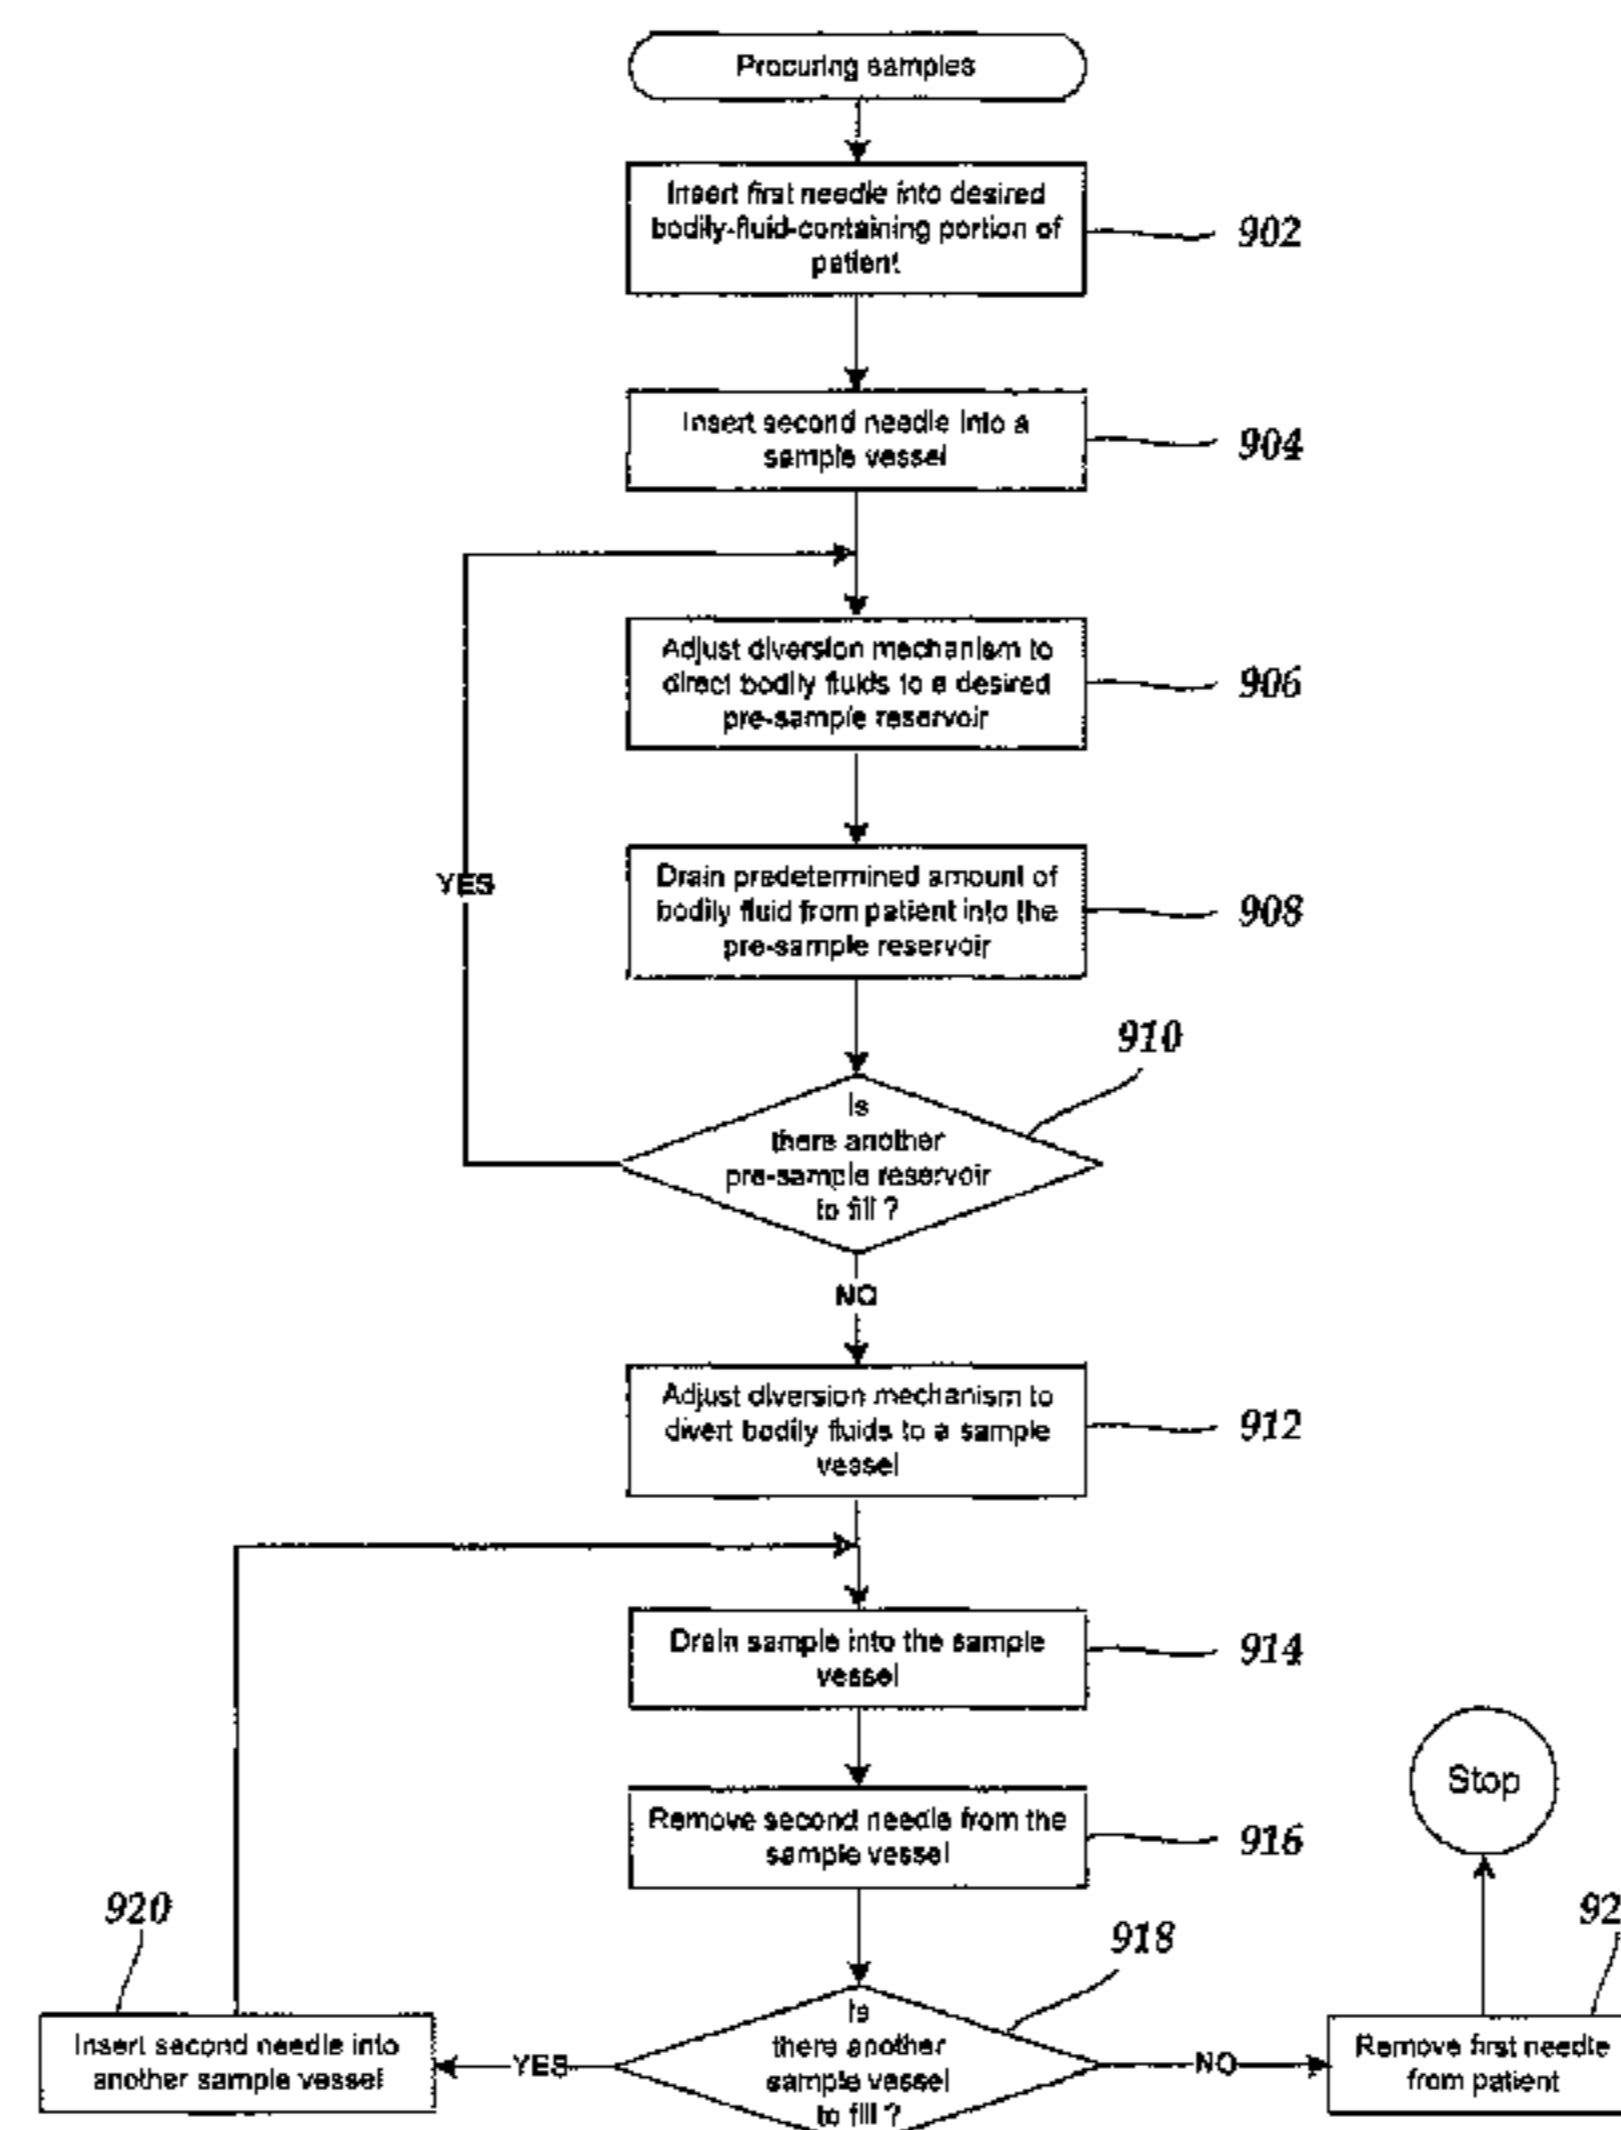 Procuring samples
Insert first needle into desired
bodily-fluid-containing portion of
patient
902
Insert second needle into a
sample vessel
904
Adjust diversion mechanism to
direct bodily fluids to a desired
pre-sample reservoir
906
YES
Drain predetermined amount of
bodily fluid from patient into the
pre-sample reservoir
908
910
Is
there another
pre-sample reservoir
to fill ?
NO
Adjust diversion mechanism to
divert bodily fluids to a sample
vessel
912
Drain sample into the sample
vessel
914
Stop
Remove second needle from the
sample vessel
916
920
918
92
Insert second needle into
another sample vessel
YES
Is
there another
sample vessel
to fill ?
NO
Remove first needle
from patient